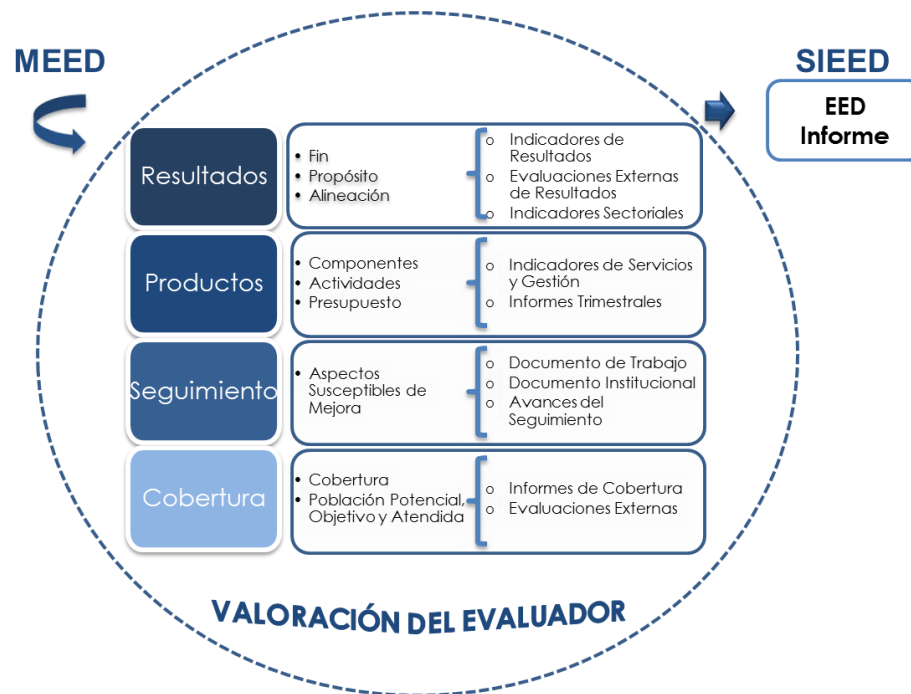 MEED
SIEED
EED
Informe
Resultados
• Fin
• Propósito
• Alineación
o Indicadores de
Resultados
o Evaluaciones Externas
de Resultados
o Indicadores Sectoriales
Productos
• Componentes
• Actividades
• Presupuesto
o Indicadores de Servicios
y Gestión
o Informes Trimestrales
Seguimiento
• Aspectos
Susceptibles de
Mejora
o Documento de Trabajo
o Documento Institucional
o Avances del
Seguimiento
Cobertura
• Cobertura
• Población Potencial,
Objetivo y Atendida
o Informes de Cobertura
o Evaluaciones Externas
VALORACIÓN DEL EVALUADOR